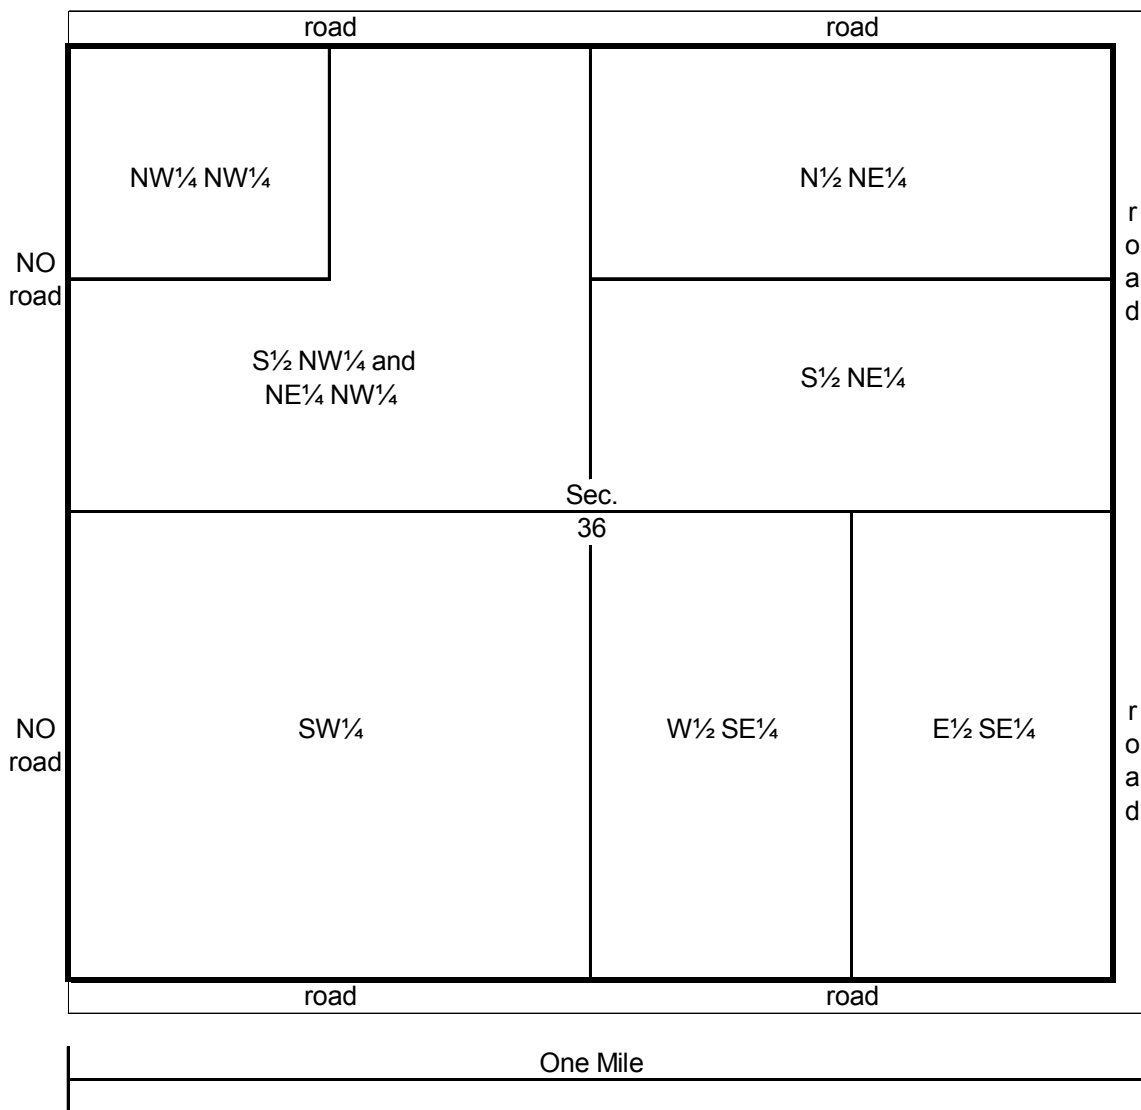 road
road
NW¼ NW¼
N½ NE¼
NO
road
r
o
a
d
S½ NW¼ and
NE¼ NW¼
S½ NE¼
Sec.
36
NO
road
SW¼
W½ SE¼
E½ SE¼
r
o
a
d
road
road
One Mile